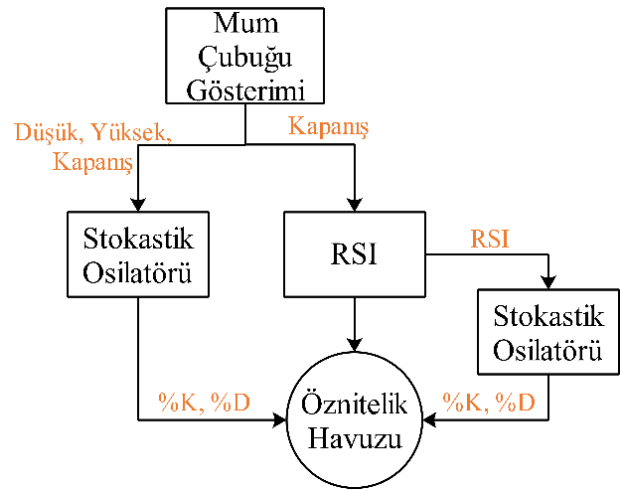 Mum
Çubuğu
Gösterimi
Düşük, Yüksek,
Kapanış
Kapanış
Stokastik
Osilatörü
RSI
RSI
Stokastik
Osilatörü
%K, %D
Öznitelik
Havuzu
%K, %D